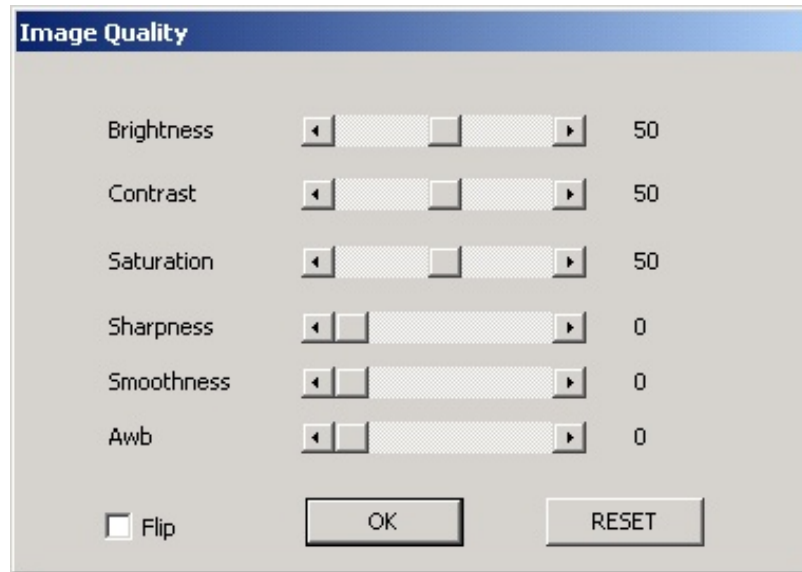 Image Quality
Brightness 50
Contrast 50
Saturation 50
Sharpness 0
Smoothness 0
Awb 0
Flip OK RESET